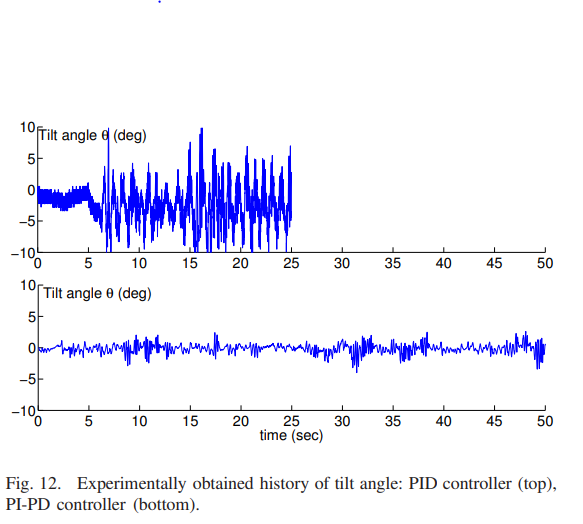 10
Tilt angle θ (deg)
5
0
−5
−10
0 5 10 15 20 25 30 35 40 45 50
10
Tilt angle θ (deg)
5
0
−5
−10
0 5 10 15 20 25 30 35 40 45 50
time (sec)
Fig. 12. Experimentally obtained history of tilt angle: PID controller (top),
PI-PD controller (bottom).